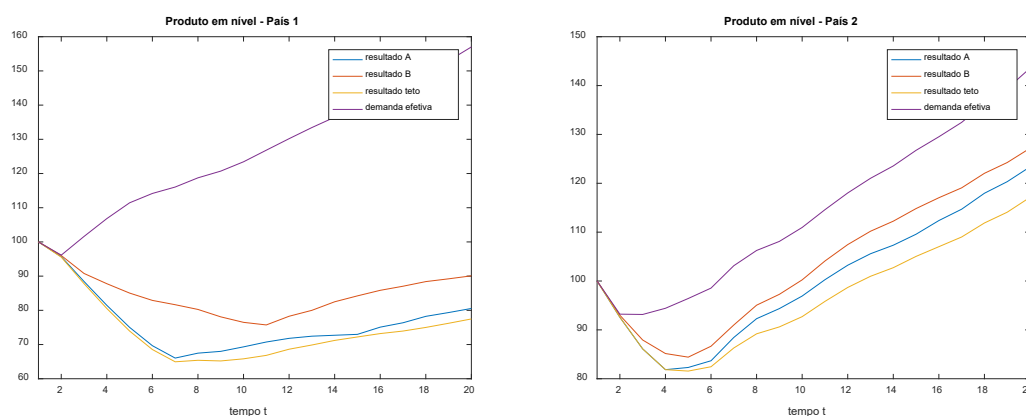 Produto em nível - País 1
160
150
140
130
120
110
100
90
80
70
60
2 4 6 8 10 12 14 16 18 20
tempo t
resultado A
resultado B
resultado teto
demanda efetiva
Produto em nível - País 2
150
140
130
120
110
100
90
80
2 4 6 8 10 12 14 16 18
tempo t
resultado A
resultado B
resultado teto
demanda efetiva